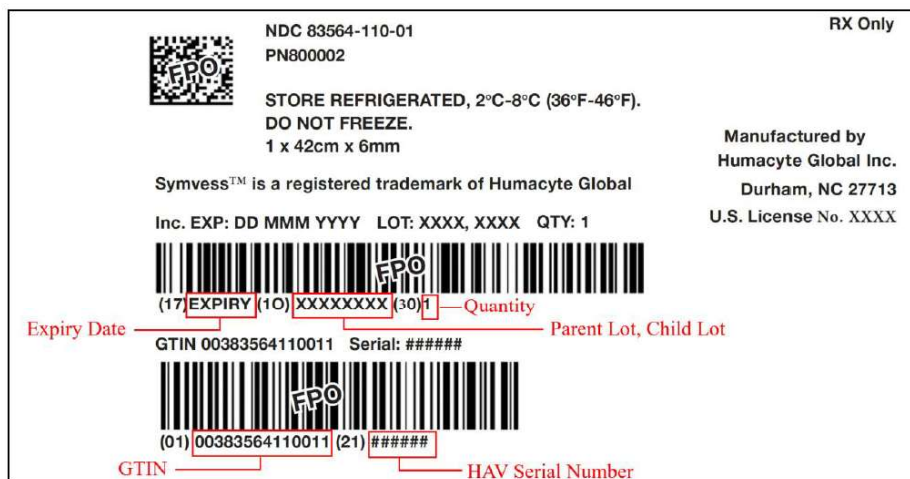 NDC 83564-110-01
PN800002
RX Only
FPO
STORE REFRIGERATED, 2°C-8°C (36°F-46°F).
DO NOT FREEZE.
1 x 42cm x 6mm
Manufactured by
Humacyte Global Inc.
Durham, NC 27713
U.S. License No. XXXX
Symvess™ is a registered trademark of Humacyte Global
Inc. EXP: DD MMM YYYY LOT: XXXX, XXXX QTY: 1
FPO
(17)EXPIRY(1O) XXXXXXXX (30)1
Quantity
Expiry Date
Parent Lot, Child Lot
GTIN 00383564110011 Serial: ######
FPO
(01) 00383564110011 (21) ######
GTIN
HAV Serial Number